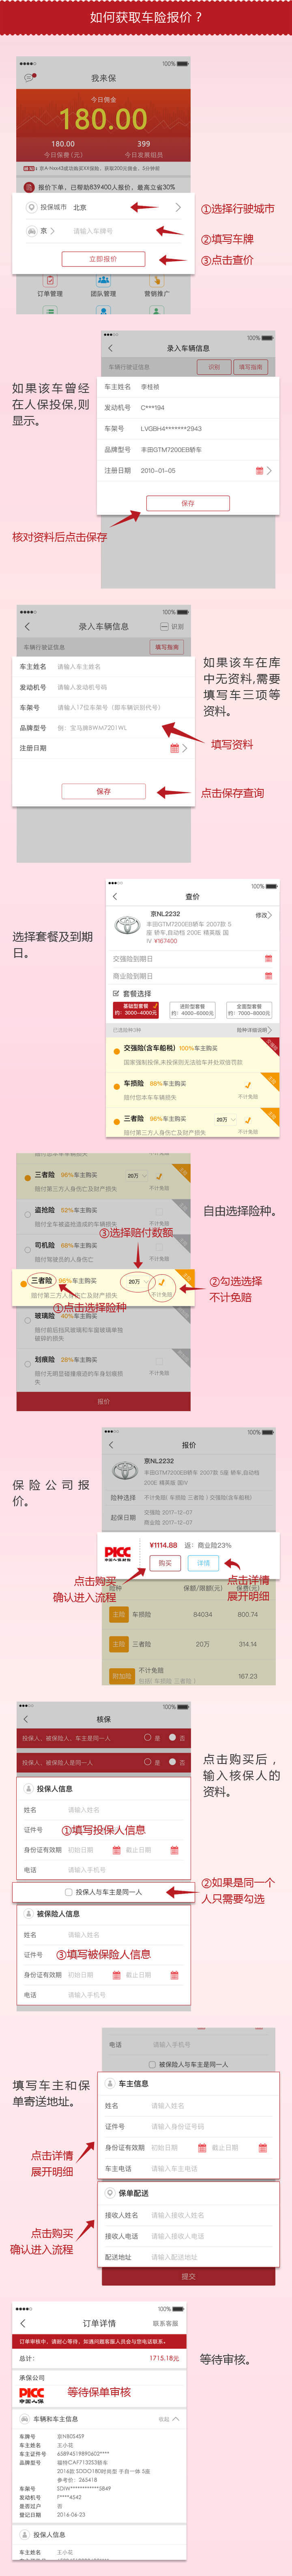 如何获取车险报价？
100%
我来保
今日佣金
180.00
180.00
399
今日保费(元)
今日走展组员
报价下单，已帮助839400人报价，最高立省30%
投保城市 北京
①选择行驶城市
京 请输入车牌号
②填写车牌
立即报价
③点击查价
订单管理
团队管理
营销推广
100%
录入车辆信息
如果该车曾经
在人保投保,则
显示。
车辆行驶证信息
识别
填写指南
车主姓名 李桂祯
发动机号 C***194
车架号 LVGBH4*******2943
品牌型号 丰田GTM7200EB轿车
注册日期 2010-01-05
保存
核对资料后点击保存
100%
录入车辆信息
识别
车辆行驶证信息
填写指南
如果该车在库
中无资料,需要
填写车三项等
资料。
车主姓名 请输入车主姓名
发动机号 请输入发动机号码
车架号 请输入17位车架号（即车辆识别代号）
品牌型号 例：宝马牌BWM7201WL
填写资料
注册日期
保存
点击保存查询
100%
查价
选择套餐及到期
日。
京NL2232
修改>
丰田GTM7200EB轿车 2007款 5
座 轿车,自动档 200E 精英版 国
IV ¥167400
交强险到期日
商业险到期日
套餐选择
基础型套餐
约：3000-4000元
进阶型套餐
约：4000-6000元
全面型套餐
约：7000-8000元
已选险种3种
险种详细说明>
交强险(含车船税) 100%车主购买
国家强制投保,未投保则无法险车并处双倍罚款
车损险 88%车主购买
赔付您本车车辆损失
不计免赔
三者险 96%车主购买
20万
赔付第三方人身伤亡及财产损失
不计免赔
三者险 96%车主购买
20万
赔付第三方人身伤亡及财产损失
不计免赔
自由选择险种。
盗抢险 52%车主购买
赔付全车被盗抢造成的车辆损失
③选择赔付数额
司机险 68%车主购买
赔付驾驶员的人身伤亡
不计免赔
三者险 96%车主购买
20万
赔付第三方人身伤亡及财产损失
不计免赔
①点击选择险种
②勾选选择
不计免赔
玻璃险 40%车主购买
赔付前后挡风玻璃和车窗玻璃单独
破碎的损失
划痕险 28%车主购买
赔付无明显碰撞痕迹的车身划痕损
失
不计免赔
报价
100%
报价
京NL2232
丰田GTM7200EB轿车 2007款 5座 轿车,自动档
200E 精英版 国IV
保险公司报
价。
险种选择 不计免赔| 车损险 三者险 | 交强险(含车船税)
起保日期
交强险 2017-12-07
商业险 2017-12-07
PICC
中国人保财险
¥1114.88 返：商业险23%
购买
详情
点击购买
确认进入流程
点击详情
展开明细
险种
保额/限额(元)
保费(元)
主险 车损险 84034 800.74
主险 三者险 20万 314.14
附加险 不计免赔
167.23
100%
核保
投保人、被保险人、车主是同一人 是 否
投保人、被保险人是同一人 是 否
点击购买后，
输入核保人的
资料。
投保人信息
姓名 请输入姓名
证件号
①填写投保人信息
身份证有效期 初始日期 截止日期
电话 请输入手机号
投保人与车主是同一人
②如果是同一个
人只需要勾选
被保险人信息
姓名 请输入姓名
证件号
③填写被保险人信息
身份证有效期 初始日期 截止日期
电话 请输入手机号
电话 请输入手机号
被保险人与车主是同一人
填写车主和保
单寄送地址。
车主信息
姓名 请输入姓名
证件号 请输入身份证号码
点击详情
展开明细
身份证有效期 初始日期 截止日期
车主电话 请输入车主电话
保单配送
接收人姓名 请输入接收人姓名
点击购买
确认进入流程
接收人电话 请输入接收人电话
配送地址 请输入配送地址
提交
100%
订单详情
联系客服
订单审核中，请耐心等待，如遇问题客服人员会与您电话联系。
总计：
1715.18元
等待审核。
承保公司
PICC
中国人保
等待保单审核
车辆和车主信息
收起
车牌号 京N805459
车主姓名 王小花
车主证件号 65894519890602****
品牌型号 福特CAF7132S3轿车
车架号 SDIW************5849
发动机号 F****4542
是否过户 否
登记日期 2016-06-23
投保人信息
车主姓名 王小花